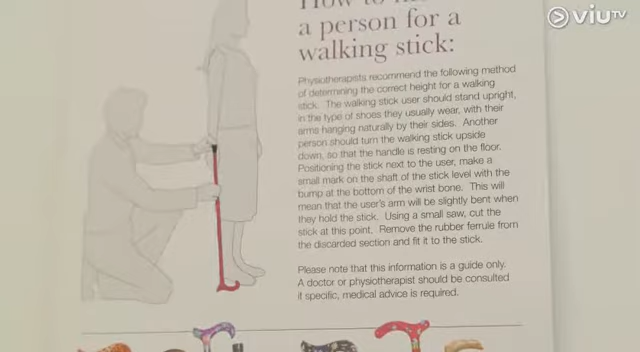 How to
a person for a
walking stick:
Physiotherapists recommend the following method
of determining the correct height for a walking
stick. The walking stick user should stand upright,
in the type of shoes they usually wear, with their
arms hanging naturally by their sides. Another
person should turn the walking stick upside
down, so that the handle is resting on the floor.
Positioning the stick next to the user, make a
small mark on the shaft of the stick level with the
bump at the bottom of the wrist bone. This will
mean that the user's arm will be slightly bent when
they hold the stick. Using a small saw, cut the
stick at this point. Remove the rubber ferrule from
the discarded section and fit it to the stick.
Please note that this information is a guide only.
A doctor or physiotherapist should be consulted
if specific, medical advice is required.
viuTV